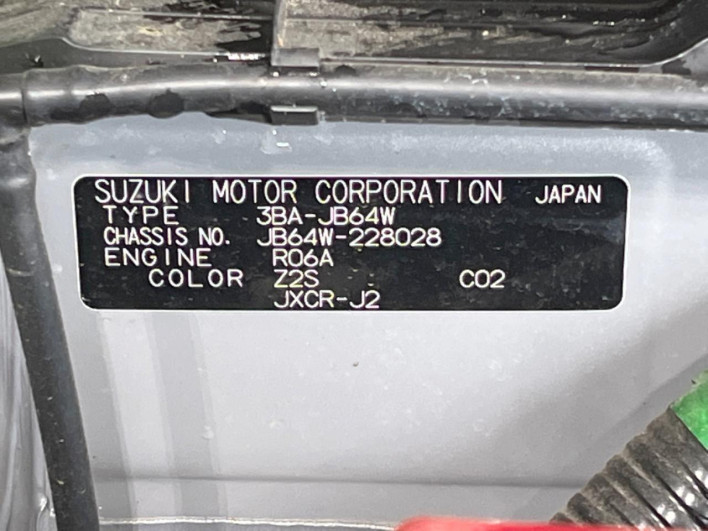 SUZUKI MOTOR CORPORATION JAPAN
TYPE 3BA-JB64W
CHASSIS NO. JB64W-228028
ENGINE R06A
COLOR Z2S C02
JXCR-J2